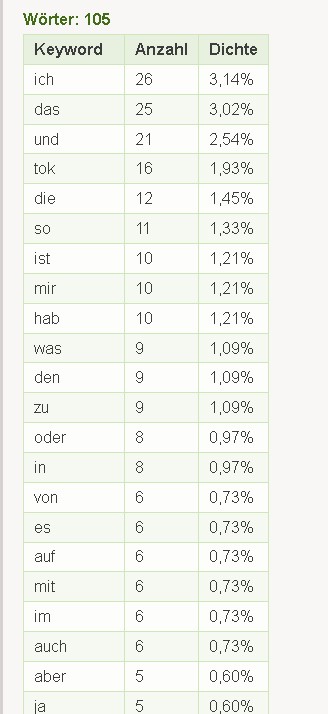 Wörter: 105
Keyword Anzahl Dichte
ich 26 3,14%
das 25 3,02%
und 21 2,54%
tok 16 1,93%
die 12 1,45%
so 11 1,33%
ist 10 1,21%
mir 10 1,21%
hab 10 1,21%
was 9 1,09%
den 9 1,09%
zu 9 1,09%
oder 8 0,97%
in 8 0,97%
von 6 0,73%
es 6 0,73%
auf 6 0,73%
mit 6 0,73%
im 6 0,73%
auch 6 0,73%
aber 5 0,60%
ja 5 0,60%